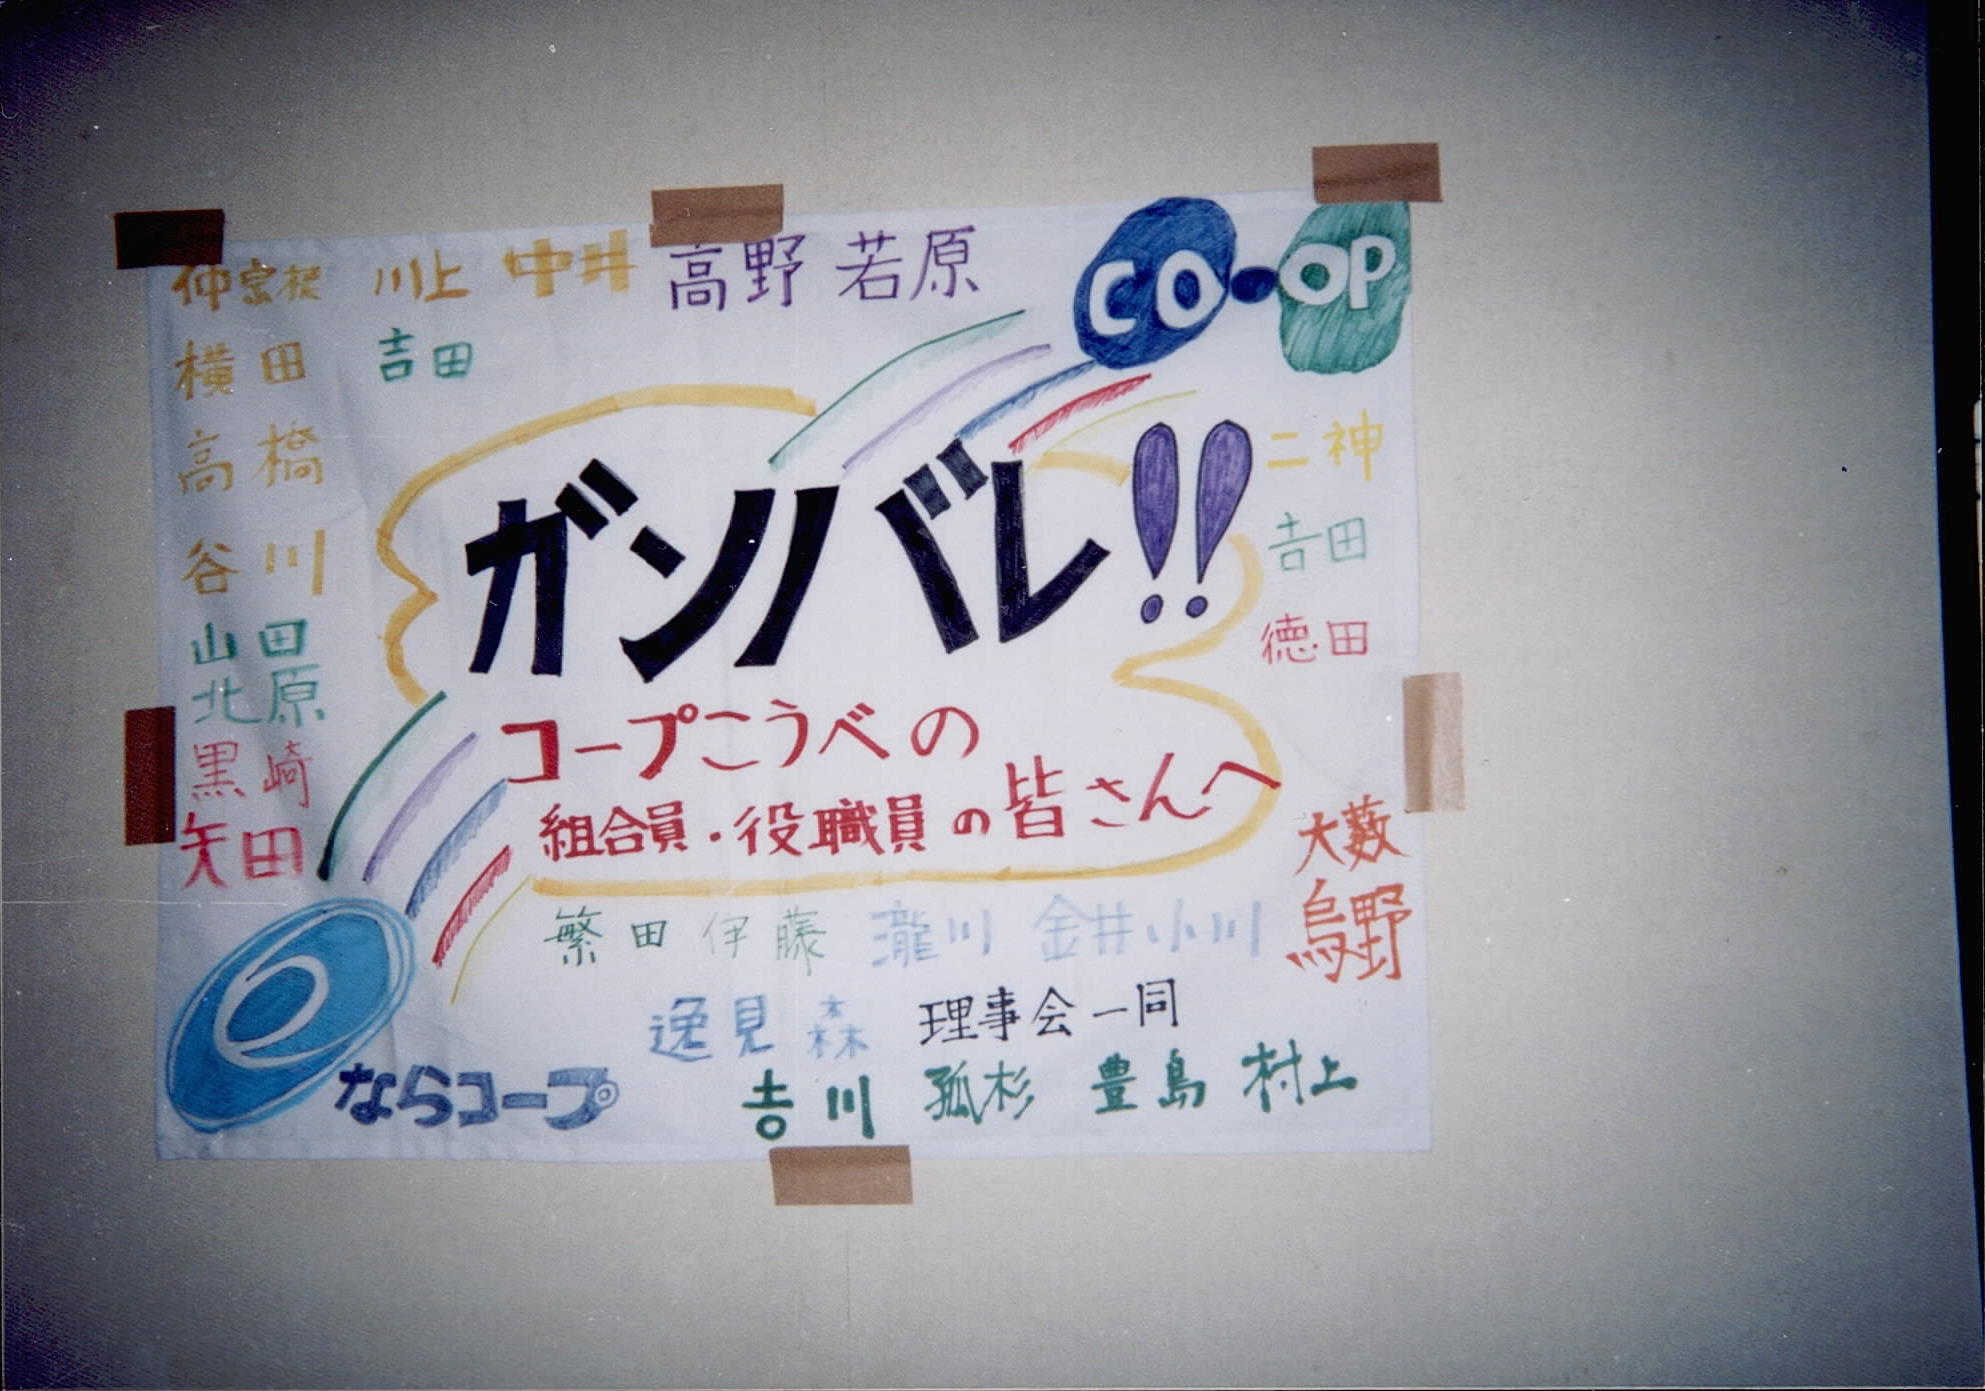 仲宗根 川上 中井 高野 若原
CO・OP
横田 吉田
高橋
谷川
山田
北原
黒崎
矢田
ガンバレ!!
二神
吉田
徳田
コープこうべの
組合員・役職員の皆さんへ
大薮
烏野
繁田 伊藤 瀧川 金井 小川
逸見 森 理事会一同
ならコープ
吉川 孤杉 豊島 村上